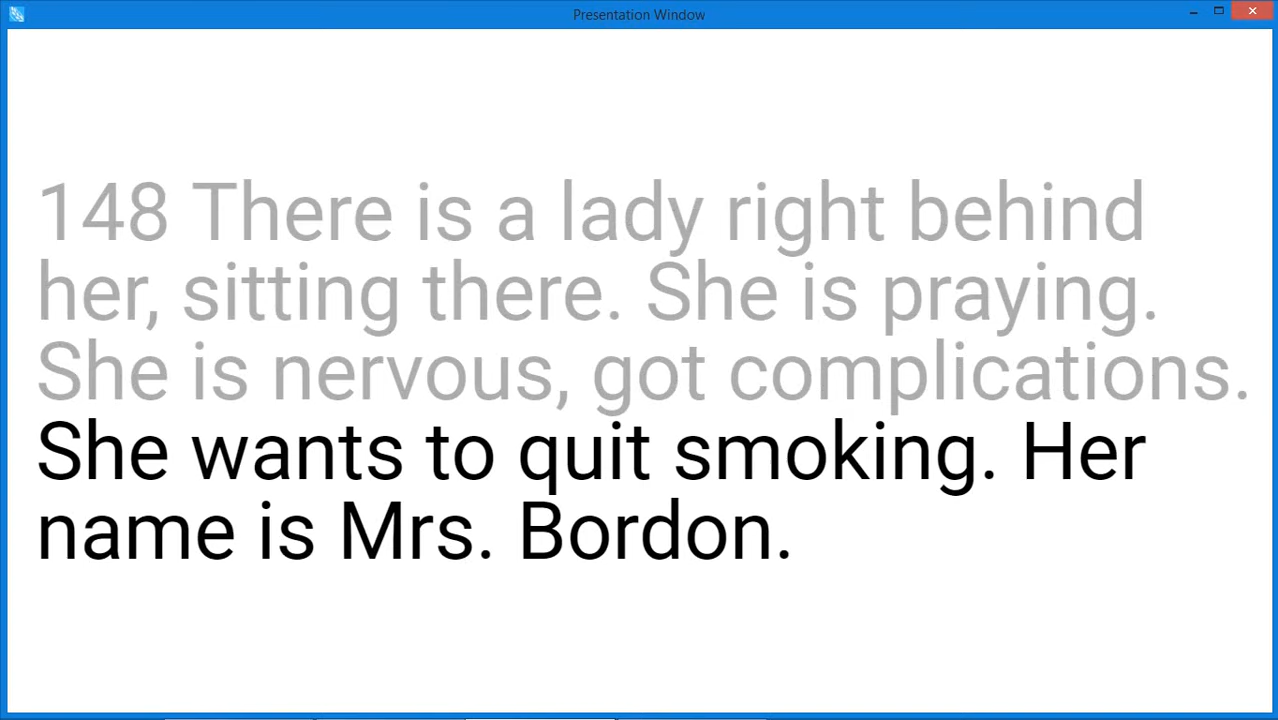 Presentation Window
148 There is a lady right behind
her, sitting there. She is praying.
She is nervous, got complications.
She wants to quit smoking. Her
name is Mrs. Bordon.